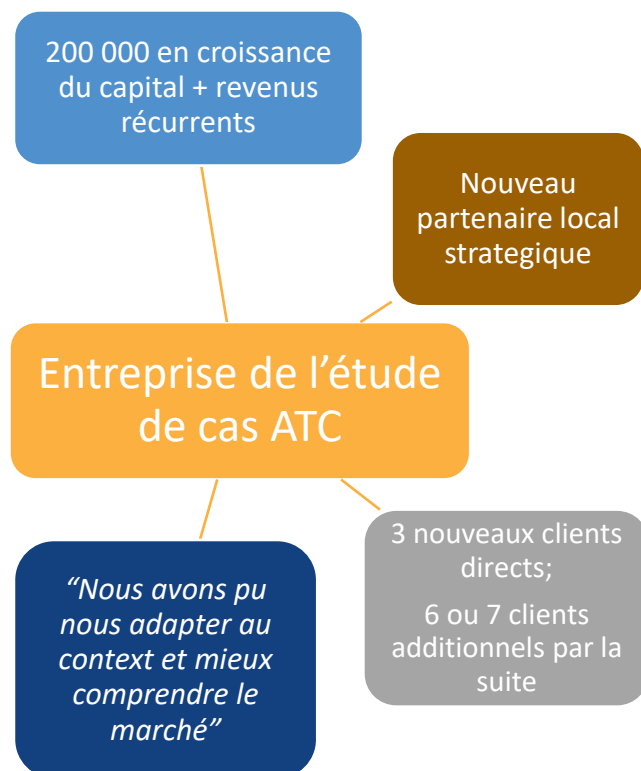 200 000 en croissance
du capital + revenus
récurrents
Nouveau
partenaire local
strategique
Entreprise de l’étude
de cas ATC
3 nouveaux clients
directs;
6 ou 7 clients
additionnels par la
suite
“Nous avons pu
nous adapter au
context et mieux
comprendre le
marché”